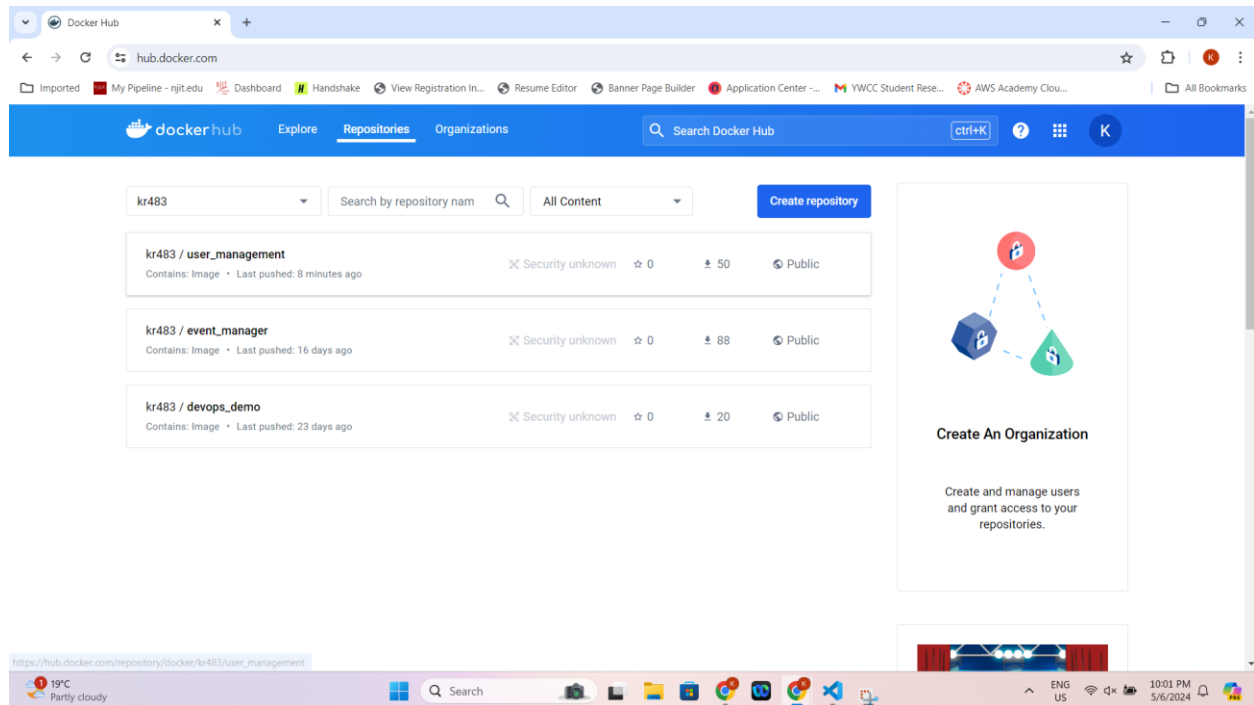 Docker Hub
hub.docker.com
Imported My Pipeline - njit.edu Dashboard Handshake View Registration In... Resume Editor Banner Page Builder Application Center -... YWCC Student Rese... AWS Academy Clou... All Bookmarks
dockerhub Explore Repositories Organizations Search Docker Hub ctrl+K ? K
kr483 Search by repository nam All Content Create repository
kr483 / user_management
Contains: Image • Last pushed: 8 minutes ago
Security unknown 0 50 Public
kr483 / event_manager
Contains: Image • Last pushed: 16 days ago
Security unknown 0 88 Public
kr483 / devops_demo
Contains: Image • Last pushed: 23 days ago
Security unknown 0 20 Public
Create An Organization
Create and manage users
and grant access to your
repositories.
https://hub.docker.com/repository/docker/kr483/user_management
1 19°C
Partly cloudy
Search
ENG
US
10:01 PM
5/6/2024